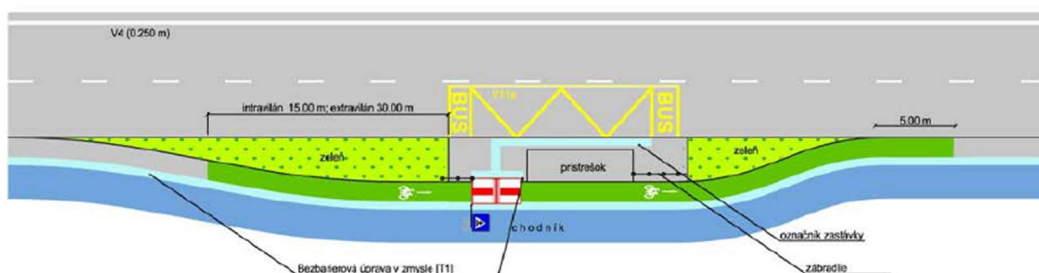 V4 (0.250 m)
BUS
V11a
BUS
intravilán 15.00 m; extravilán 30.00 m
5.00 m
zeleň
prístrešok
zeleň
chodník
označník zastávky
zábradlie
Bezbarierová úprava v zmysle [T1]